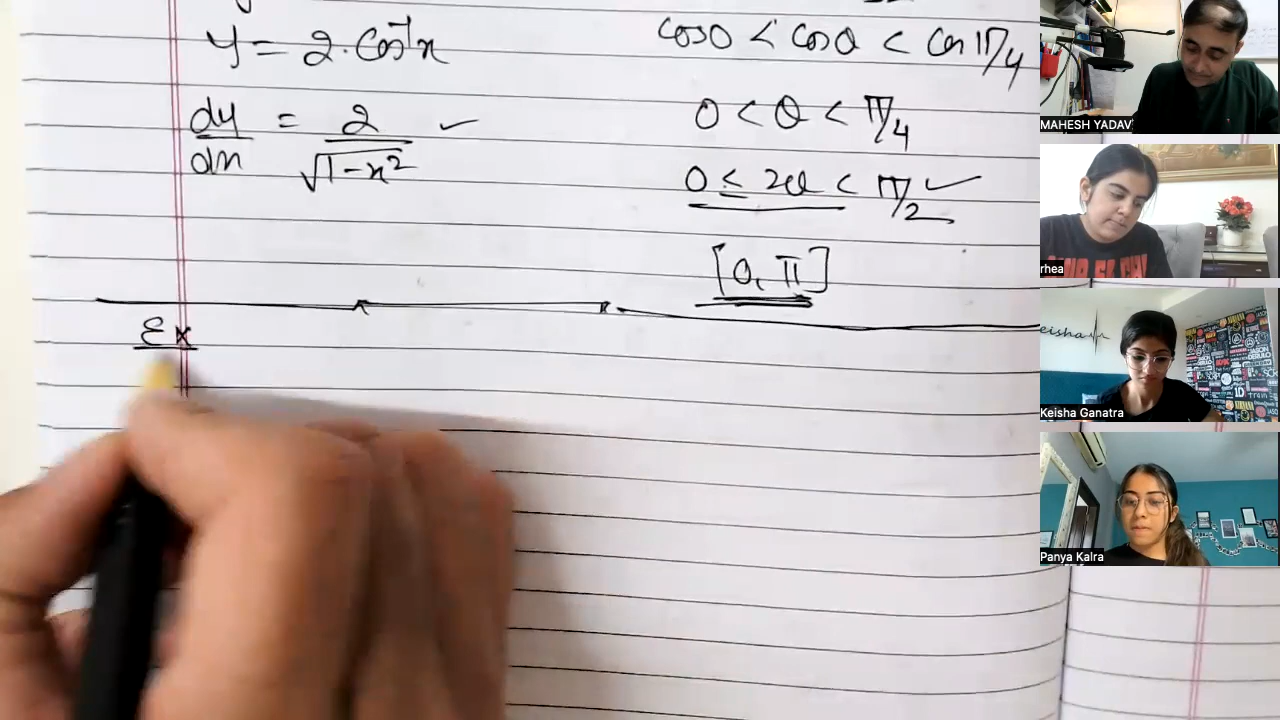 y = 2·cos⁻¹x
dy/dx = 2/√(1-x²) ✓
cos0 < cosθ < cos π/4
0 < θ < π/4
0 ≤ 2θ < π/2 ✓
[0, π]
Ex
MAHESH YADAV
rhea
eisha
Keisha Ganatra
Panya Kalra